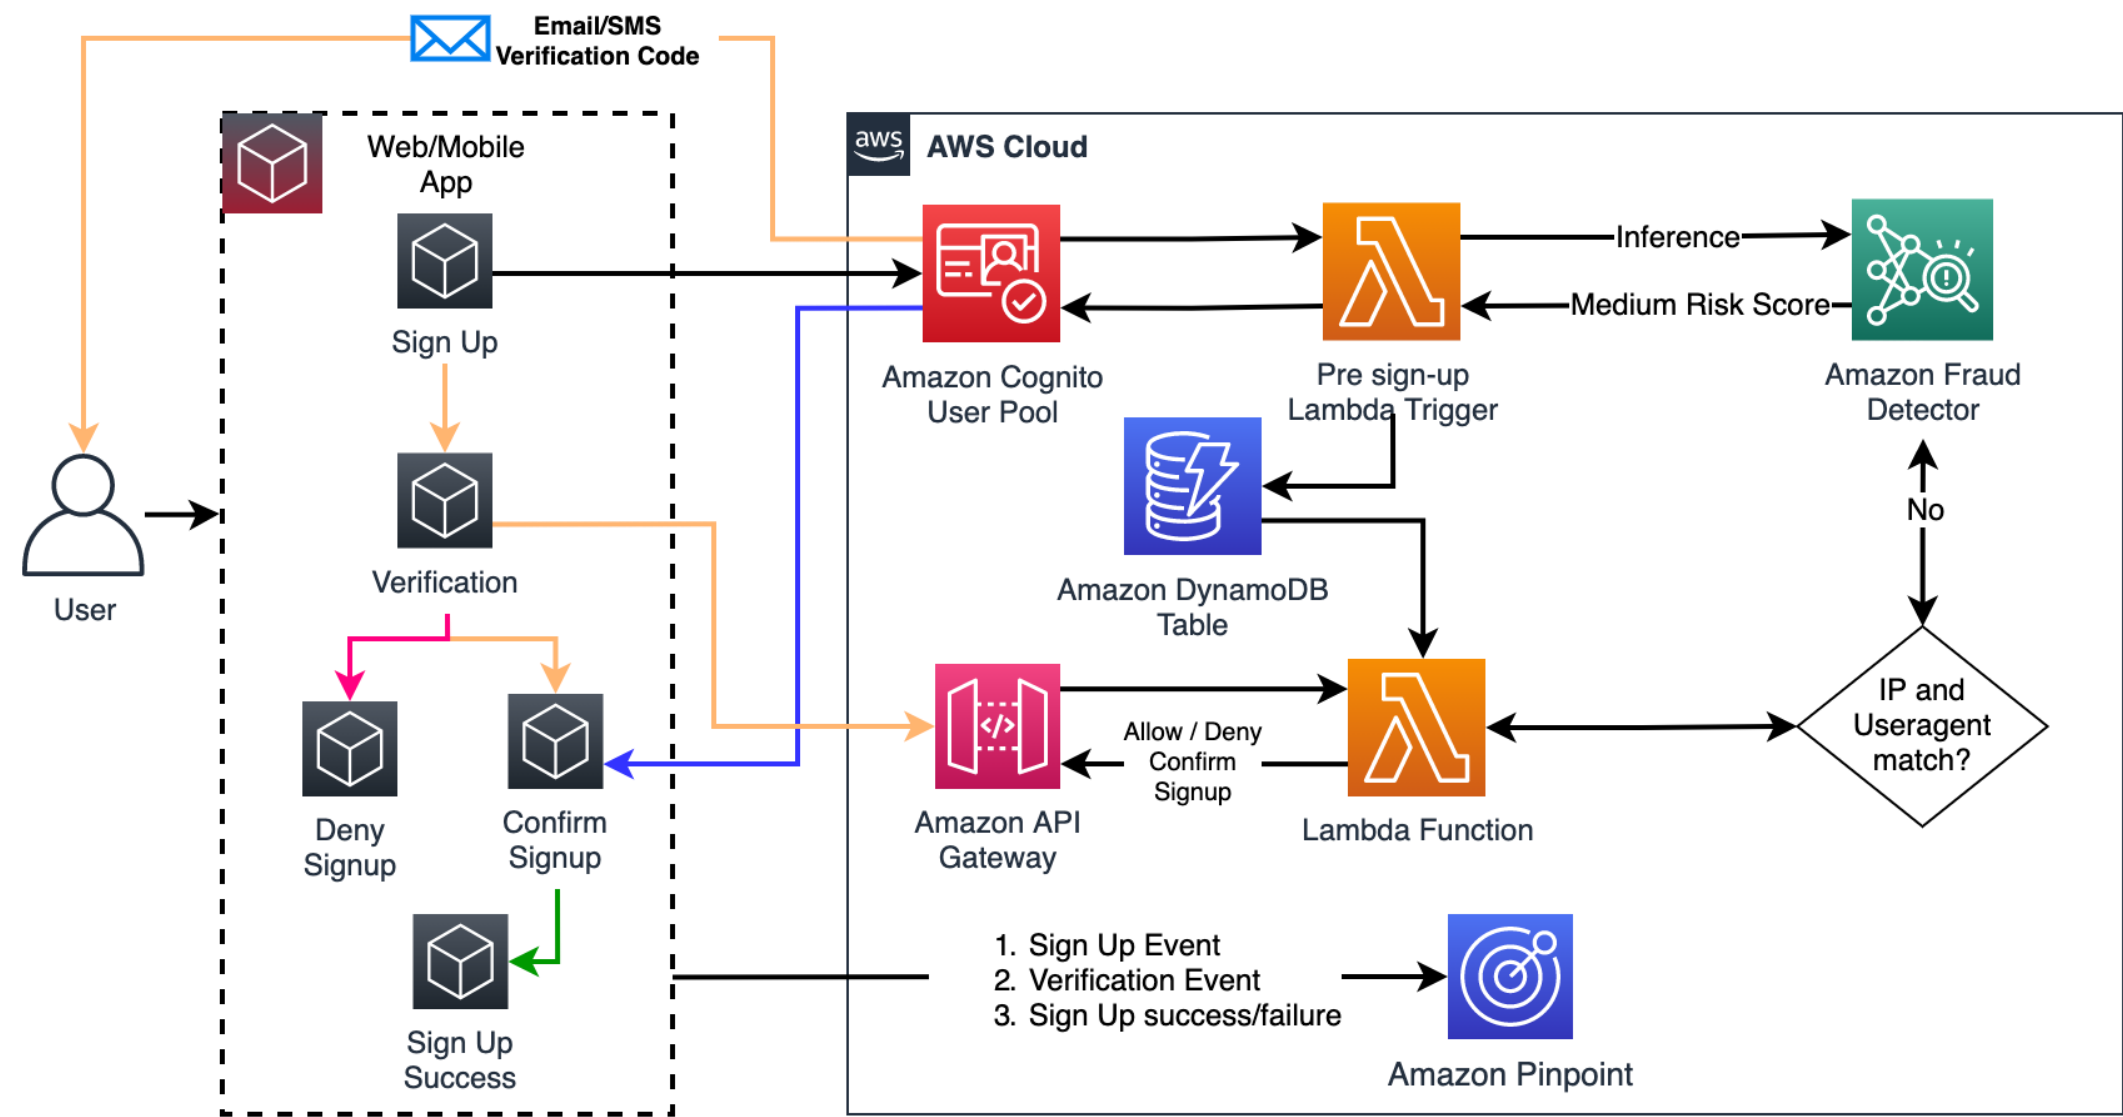 Email/SMS
Verification Code
Web/Mobile
App
aws
AWS Cloud
Sign Up
Inference
Medium Risk Score
Amazon Cognito
User Pool
Pre sign-up
Lambda Trigger
Amazon Fraud
Detector
No
User
Verification
Amazon DynamoDB
Table
IP and
Useragent
match?
Allow / Deny
Confirm
Signup
</>
Deny
Signup
Confirm
Signup
Amazon API
Gateway
Lambda Function
1. Sign Up Event
2. Verification Event
3. Sign Up success/failure
Sign Up
Success
Amazon Pinpoint